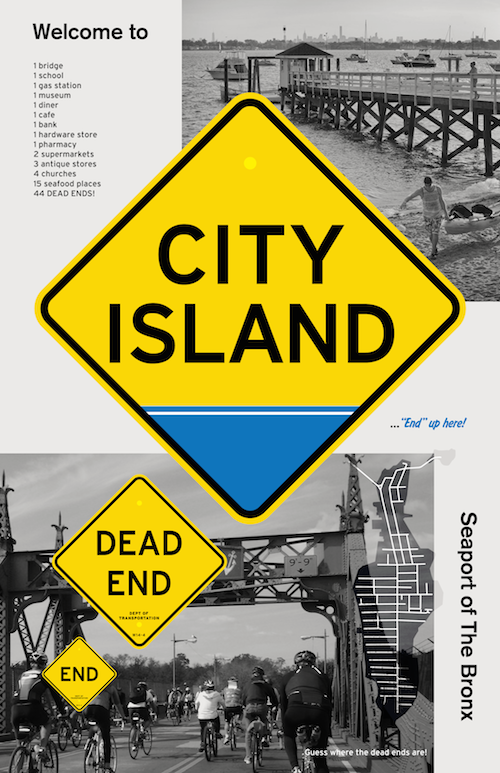 Welcome to
1 bridge
1 school
1 gas station
1 museum
1 diner
1 cafe
1 bank
1 hardware store
1 pharmacy
2 supermarkets
3 antique stores
4 churches
15 seafood places
44 DEAD ENDS!
CITY
ISLAND
..."End" up here!
DEAD
END
DEPT OF
TRANSPORTATION
9'-9"
END
Seaport of The Bronx
Guess where the dead ends are!